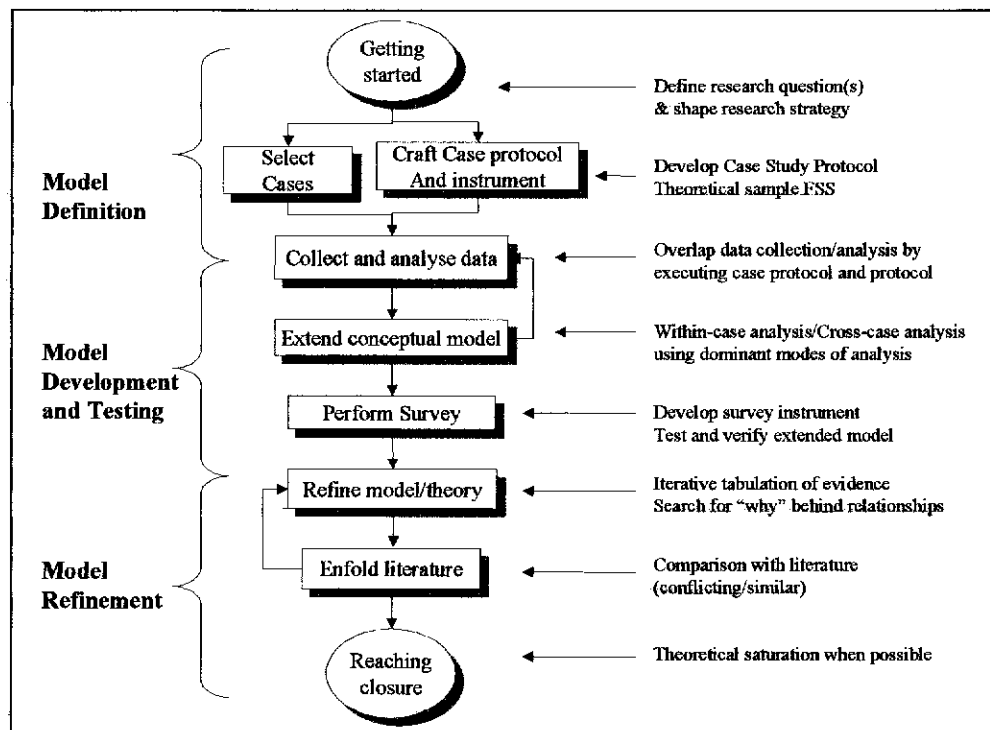 Getting
started
Define research question(s)
& shape research strategy
Model
Definition
Select
Cases
Craft Case protocol
And instrument
Develop Case Study Protocol
Theoretical sample FSS
Collect and analyse data
Overlap data collection/analysis by
executing case protocol and protocol
Model
Development
and Testing
Extend conceptual model
Within-case analysis/Cross-case analysis
using dominant modes of analysis
Perform Survey
Develop survey instrument
Test and verify extended model
Model
Refinement
Refine model/theory
Iterative tabulation of evidence
Search for “why” behind relationships
Enfold literature
Comparison with literature
(conflicting/similar)
Reaching
closure
Theoretical saturation when possible